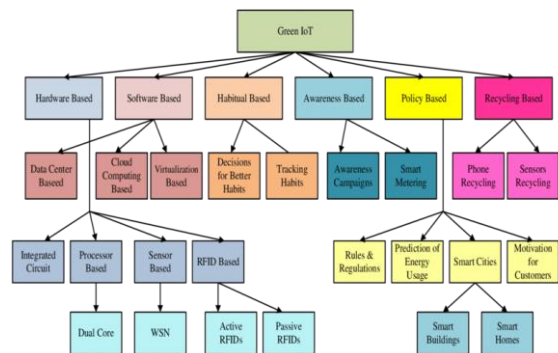 Green IoT
Hardware Based
Software Based
Habitual Based
Awareness Based
Policy Based
Recycling Based
Data Center
Baseed
Cloud
Computing
Based
Virtualization
Based
Decisions
for Better
Habits
Tracking
Habits
Awareness
Campaigns
Smart
Metering
Phone
Recycling
Sensors
Recycling
Integrated
Circuit
Processor
Based
Sensor
Based
RFID Based
Rules &
Regulations
Prediction of
Energy
Usage
Smart Cities
Motivation
for
Customers
Dual Core
WSN
Active
RFIDs
Passive
RFIDs
Smart
Buildings
Smart
Homes